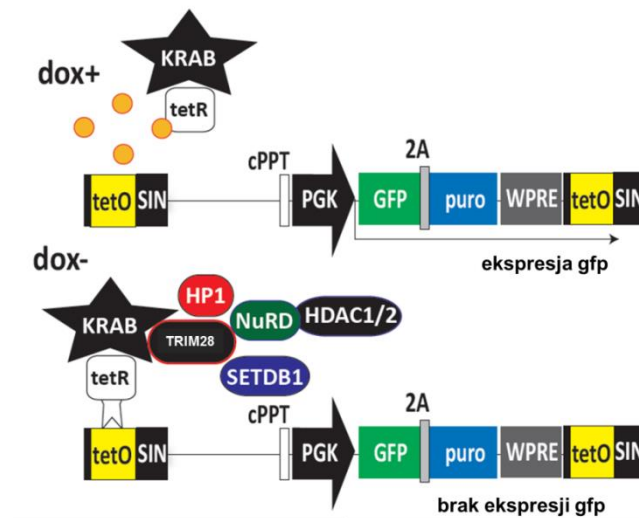 KRAB
dox+
tetR
2A
cPPT
tetO SIN PGK GFP puro WPRE tetO SIN
ekspresja gfp
dox-
HP1
KRAB NuRD HDAC1/2
TRIM28
tetR SETDB1
cPPT 2A
tetO SIN PGK GFP puro WPRE tetO SIN
brak ekspresji gfp